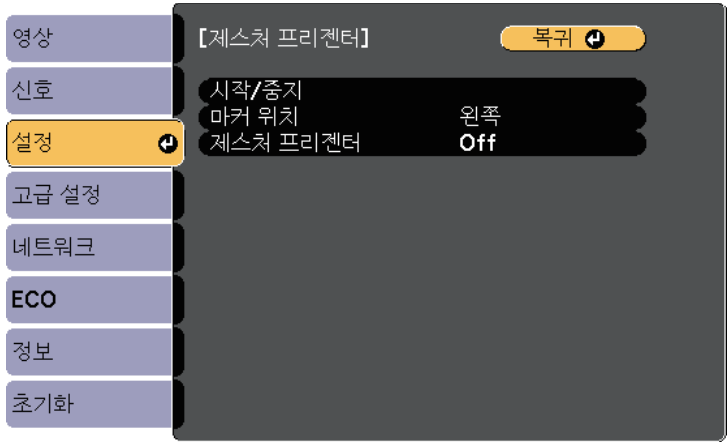 영상
신호
설정
고급 설정
네트워크
ECO
정보
초기화
[제스처 프리젠터]
복귀
시작/중지
마커 위치 왼쪽
제스처 프리젠터 Off